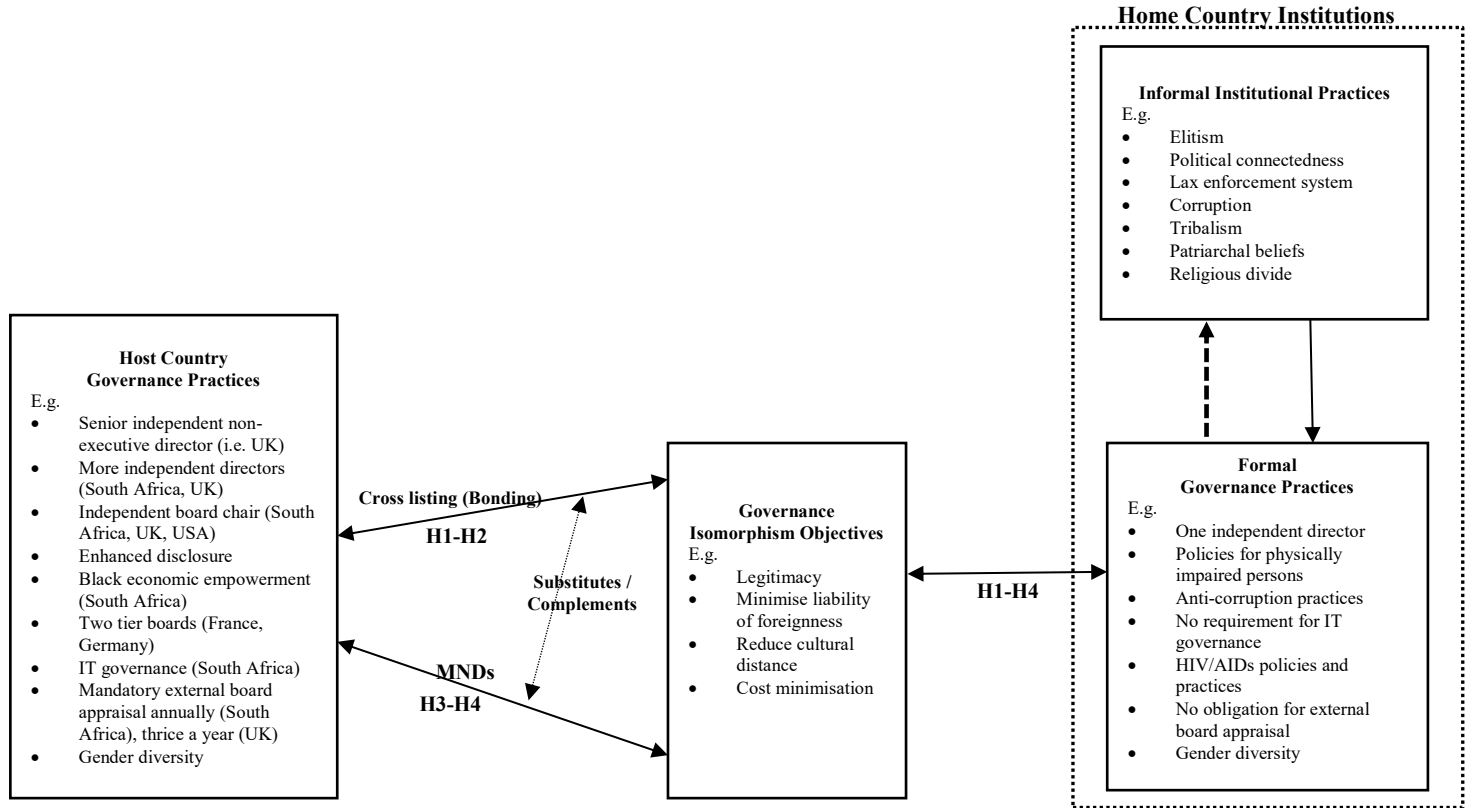 Home Country Institutions
Informal Institutional Practices
E.g.
• Elitism
• Political connectedness
• Lax enforcement system
• Corruption
• Tribalism
• Patriarchal beliefs
• Religious divide
Host Country
Governance Practices
E.g.
• Senior independent non-
executive director (i.e. UK)
• More independent directors
(South Africa, UK)
• Independent board chair (South
Africa, UK, USA)
• Enhanced disclosure
• Black economic empowerment
(South Africa)
• Two tier boards (France,
Germany)
• IT governance (South Africa)
• Mandatory external board
appraisal annually (South
Africa), thrice a year (UK)
• Gender diversity
Cross listing (Bonding)
H1-H2
Substitutes /
Complements
MNDs
H3-H4
Governance
Isomorphism Objectives
E.g.
• Legitimacy
• Minimise liability
of foreignness
• Reduce cultural
distance
• Cost minimisation
H1-H4
Formal
Governance Practices
E.g.
• One independent director
• Policies for physically
impaired persons
• Anti-corruption practices
• No requirement for IT
governance
• HIV/AIDs policies and
practices
• No obligation for external
board appraisal
• Gender diversity